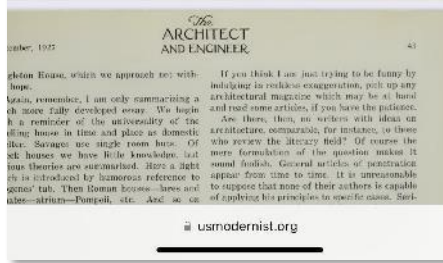 The
ARCHITECT
AND ENGINEER
ember, 1927
43
gleton House, which we approach not with-
hope.
Again, remember, I am only summarizing a
ch more fully developed essay. We begin
h a reminder of the universality of the
elling house in time and place as domestic
lter. Savages use single room huts. Of
ck houses we have little knowledge, but
ious theories are summarized. Here a light
ch is introduced by humorous reference to
genes' tub. Then Roman houses—lares and
ates—atrium—Pompeii, etc. And so on
If you think I am just trying to be funny by
indulging in reckless exaggeration, pick up any
architectural magazine which may be at hand
and read some articles, if you have the patience.
Are there, then, no writers with ideas on
architecture, comparable, for instance, to those
who review the literary field? Of course the
mere formulation of the question makes it
sound foolish. General articles of penetration
appear from time to time. It is unreasonable
to suppose that none of their authors is capable
of applying his principles to specific cases. Seri-
usmodernist.org